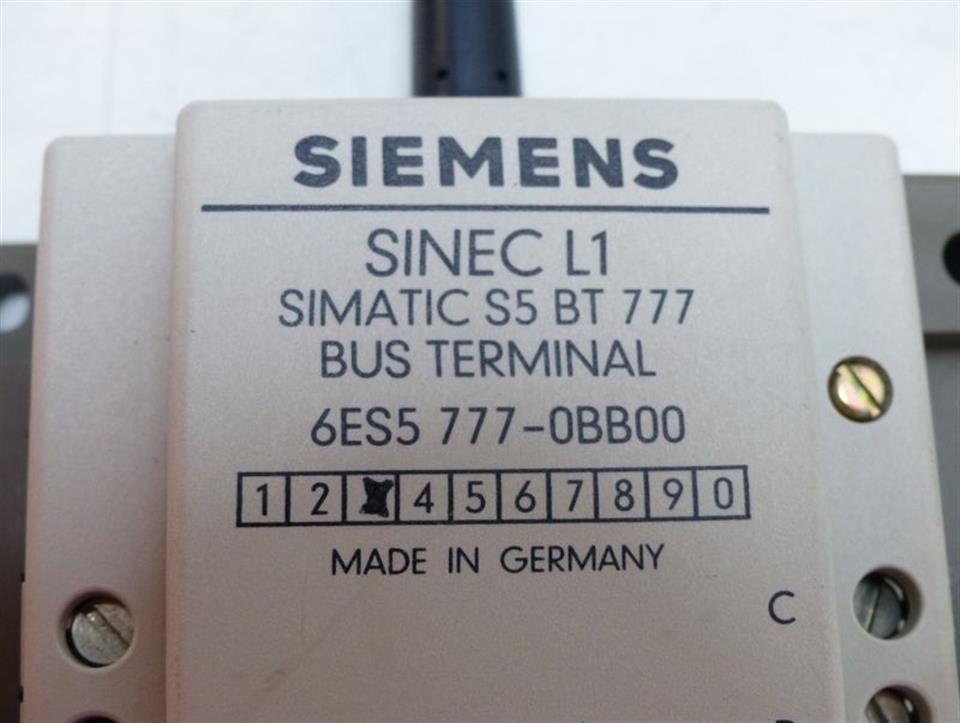 SIEMENS
SINEC L1
SIMATIC S5 BT 777
BUS TERMINAL
6ES5 777-0BB00
1 2 4 5 6 7 8 9 0
MADE IN GERMANY
C